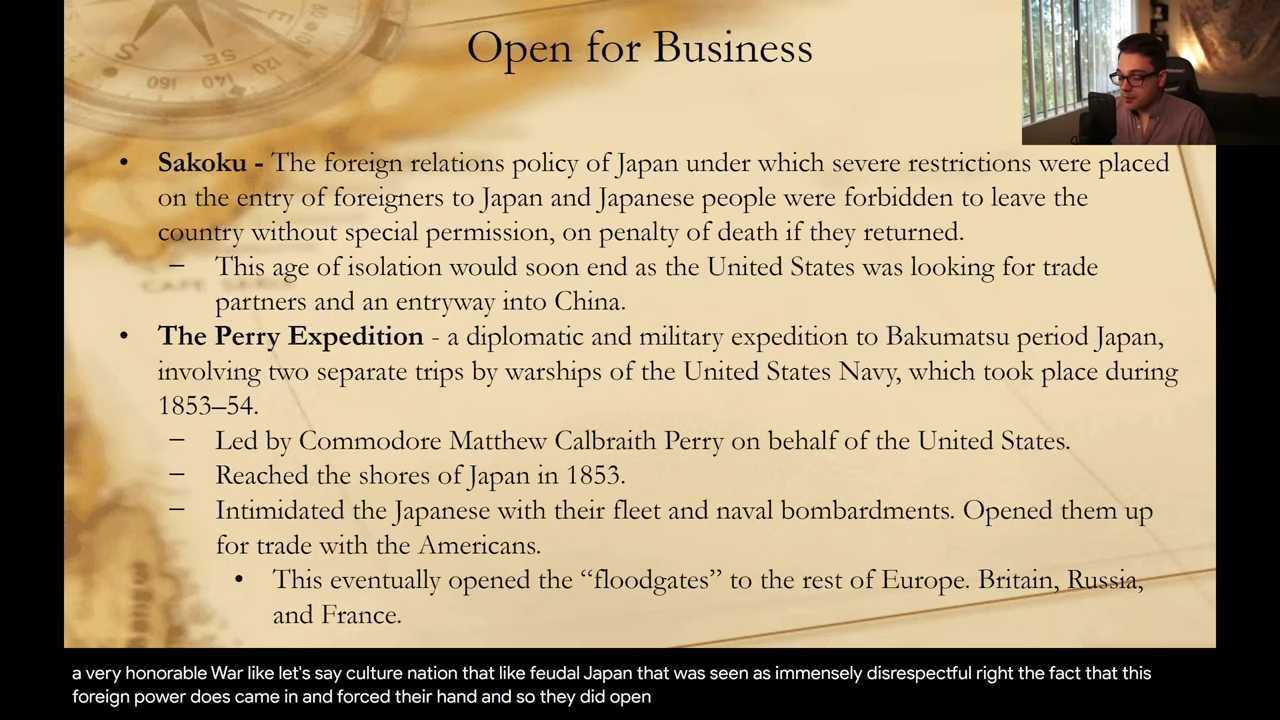 Open for Business
• Sakoku - The foreign relations policy of Japan under which severe restrictions were placed
on the entry of foreigners to Japan and Japanese people were forbidden to leave the
country without special permission, on penalty of death if they returned.
– This age of isolation would soon end as the United States was looking for trade
partners and an entryway into China.
• The Perry Expedition - a diplomatic and military expedition to Bakumatsu period Japan,
involving two separate trips by warships of the United States Navy, which took place during
1853–54.
– Led by Commodore Matthew Calbraith Perry on behalf of the United States.
– Reached the shores of Japan in 1853.
– Intimidated the Japanese with their fleet and naval bombardments. Opened them up
for trade with the Americans.
• This eventually opened the “floodgates” to the rest of Europe. Britain, Russia,
and France.
a very honorable War like let's say culture nation that like feudal Japan that was seen as immensely disrespectful right the fact that this
foreign power does came in and forced their hand and so they did open